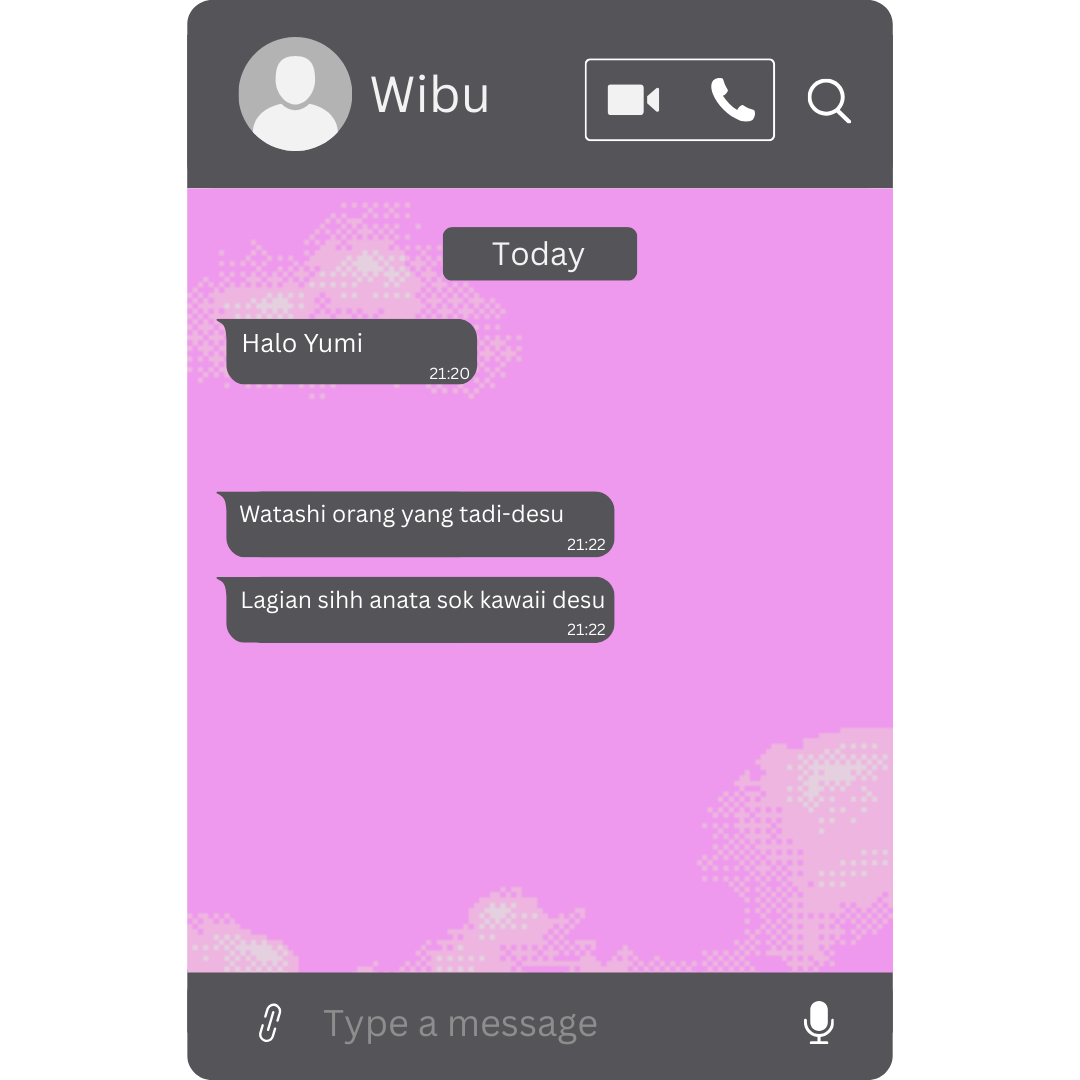 Wibu
Today
Halo Yumi
21:20
Watashi orang yang tadi-desu
21:22
Lagian sihh anata sok kawaii desu
21:22
Type a message